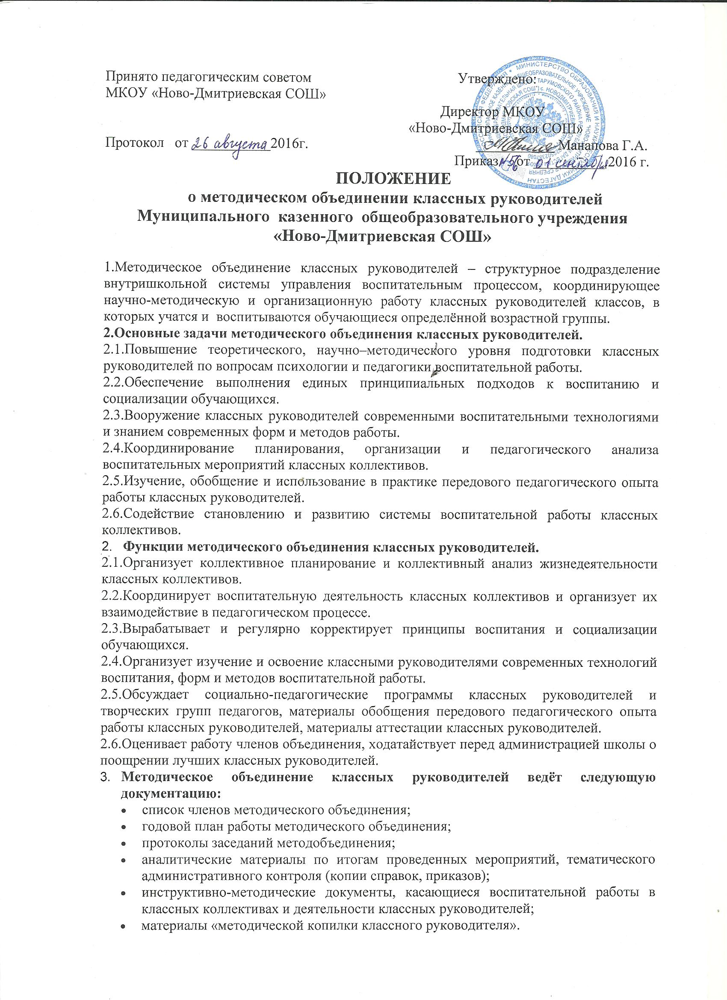 Принято педагогическим советом
МКОУ «Ново-Дмитриевская СОШ»
Протокол от 26 августа 2016г.
Утверждено:
Директор МКОУ
«Ново-Дмитриевская СОШ»
Манапова Г.А.
Приказ №56 от 01 сентября 2016 г.
ПОЛОЖЕНИЕ
о методическом объединении классных руководителей
Муниципального казенного общеобразовательного учреждения
«Ново-Дмитриевская СОШ»
1.Методическое объединение классных руководителей – структурное подразделение
внутришкольной системы управления воспитательным процессом, координирующее
научно-методическую и организационную работу классных руководителей классов, в
которых учатся и воспитываются обучающиеся определённой возрастной группы.
2.Основные задачи методического объединения классных руководителей.
2.1.Повышение теоретического, научно–методического уровня подготовки классных
руководителей по вопросам психологии и педагогики воспитательной работы.
2.2.Обеспечение выполнения единых принципиальных подходов к воспитанию и
социализации обучающихся.
2.3.Вооружение классных руководителей современными воспитательными технологиями
и знанием современных форм и методов работы.
2.4.Координирование планирования, организации и педагогического анализа
воспитательных мероприятий классных коллективов.
2.5.Изучение, обобщение и использование в практике передового педагогического опыта
работы классных руководителей.
2.6.Содействие становлению и развитию системы воспитательной работы классных
коллективов.
2. Функции методического объединения классных руководителей.
2.1.Организует коллективное планирование и коллективный анализ жизнедеятельности
классных коллективов.
2.2.Координирует воспитательную деятельность классных коллективов и организует их
взаимодействие в педагогическом процессе.
2.3.Вырабатывает и регулярно корректирует принципы воспитания и социализации
обучающихся.
2.4.Организует изучение и освоение классными руководителями современных технологий
воспитания, форм и методов воспитательной работы.
2.5.Обсуждает социально-педагогические программы классных руководителей и
творческих групп педагогов, материалы обобщения передового педагогического опыта
работы классных руководителей, материалы аттестации классных руководителей.
2.6.Оценивает работу членов объединения, ходатайствует перед администрацией школы о
поощрении лучших классных руководителей.
3. Методическое объединение классных руководителей ведёт следующую
документацию:
• список членов методического объединения;
• годовой план работы методического объединения;
• протоколы заседаний методобъединения;
• аналитические материалы по итогам проведенных мероприятий, тематического
административного контроля (копии справок, приказов);
• инструктивно-методические документы, касающиеся воспитательной работы в
классных коллективах и деятельности классных руководителей;
• материалы «методической копилки классного руководителя».